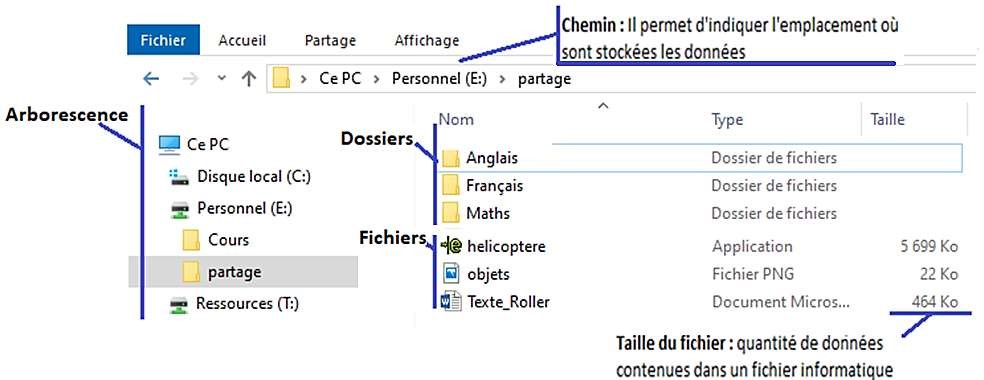 Chemin : Il permet d'indiquer l'emplacement où
sont stockées les données
Fichier Accueil Partage Affichage
Ce PC > Personnel (E:) > partage
Arborescence
Nom Type Taille
Dossiers
Ce PC
Disque local (C:)
Personnel (E:)
Cours
partage
Ressources (T:)
Anglais Dossier de fichiers
Français Dossier de fichiers
Maths Dossier de fichiers
Fichiers
helicoptere Application 5 699 Ko
objets Fichier PNG 22 Ko
Texte_Roller Document Micros... 464 Ko
Taille du fichier : quantité de données
contenues dans un fichier informatique